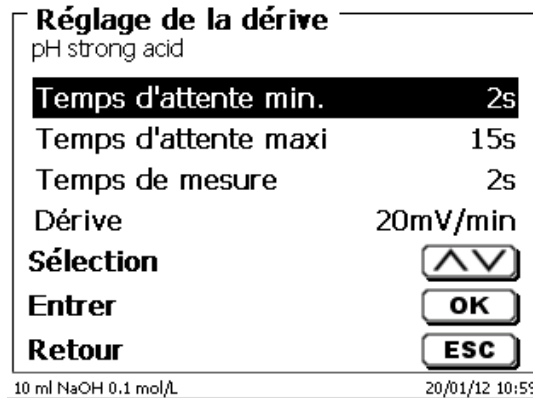 Réglage de la dérive
pH strong acid
Temps d'attente min. 2s
Temps d'attente maxi 15s
Temps de mesure 2s
Dérive 20mV/min
Sélection
Entrer OK
Retour ESC
10 ml NaOH 0.1 mol/L 20/01/12 10:59